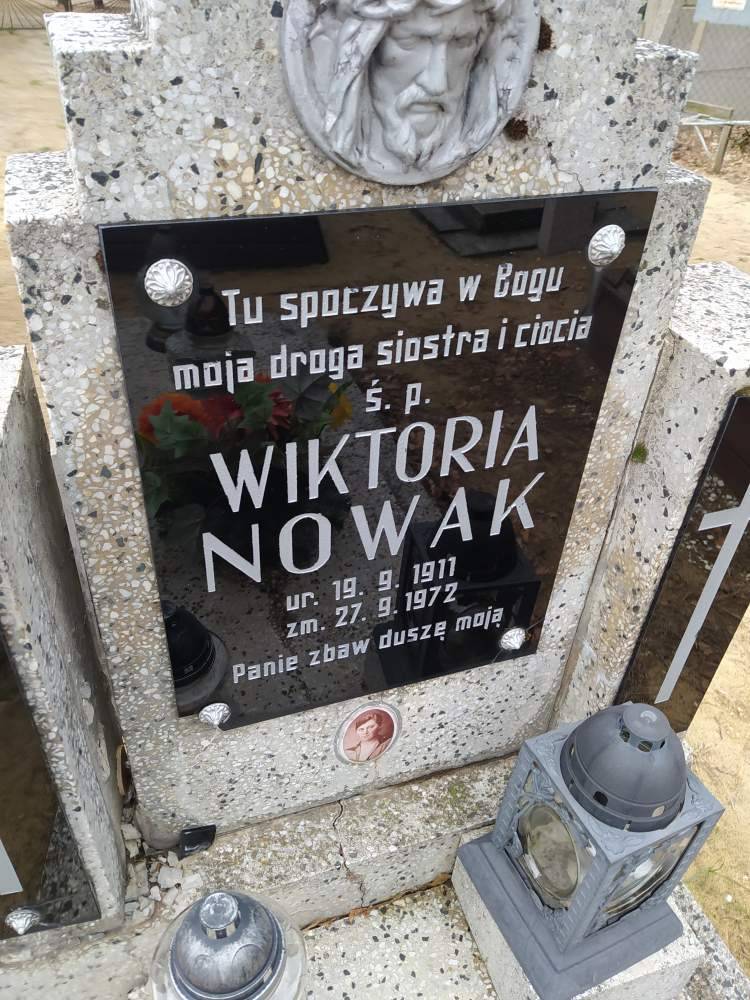 Tu spoczywa w Bogu
moja droga siostra i ciocia
ś. p.
WIKTORIA
NOWAK
ur. 19. 9. 1911
zm. 27. 9. 1972
Panie zbaw duszę moją